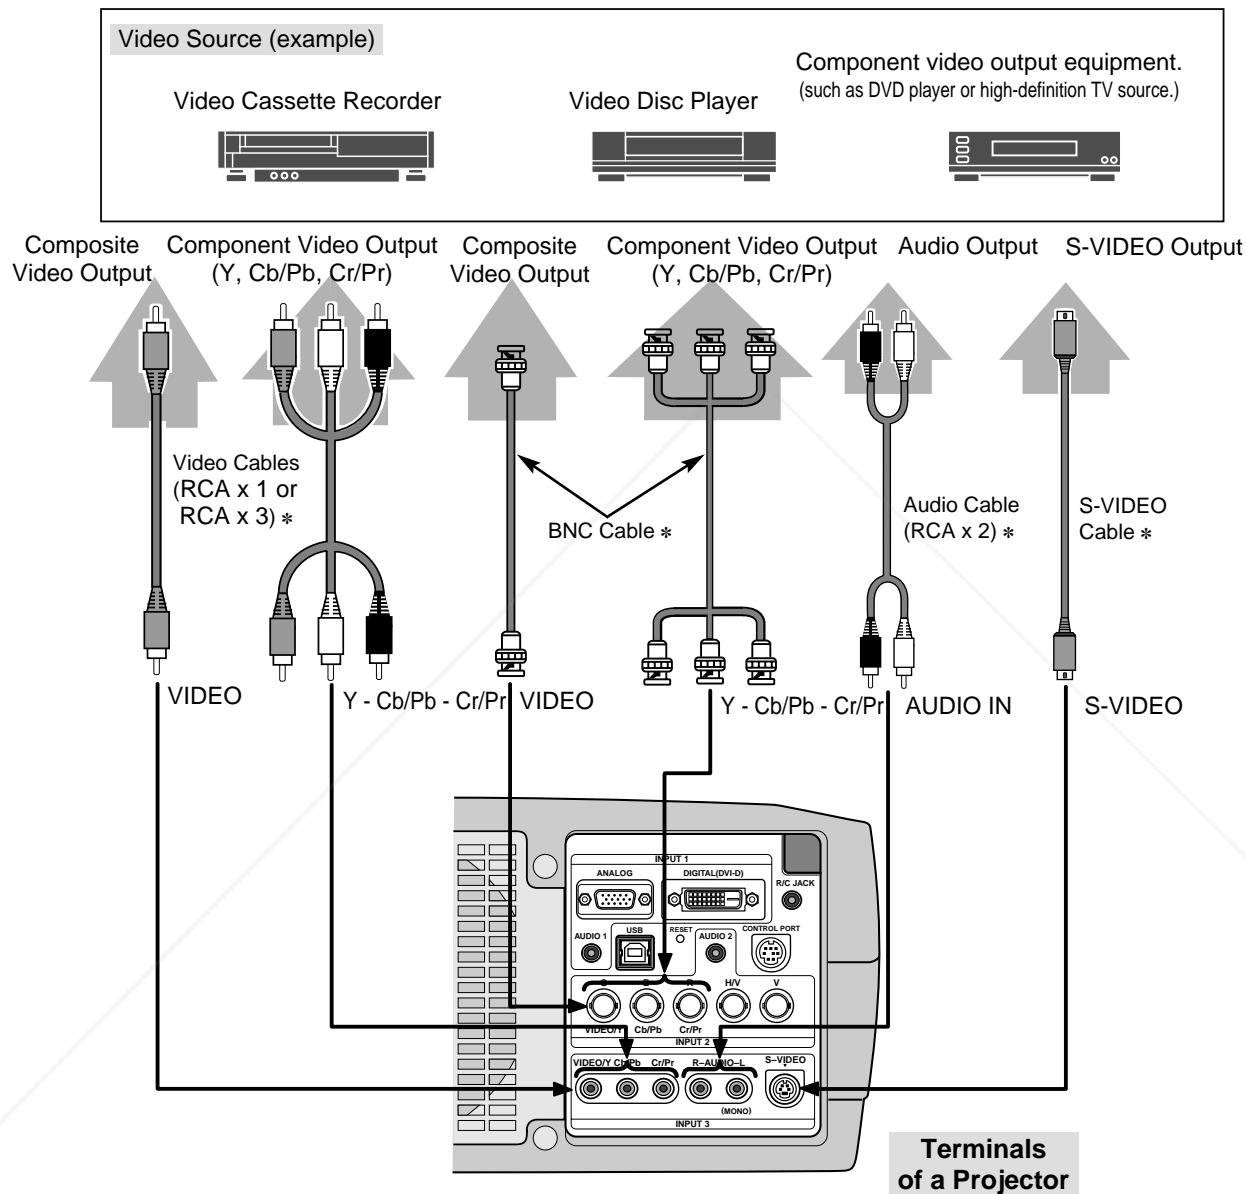 Video Source (example)
Video Cassette Recorder
Video Disc Player
Component video output equipment.
(such as DVD player or high-definition TV source.)
Composite
Video Output
Component Video Output
(Y, Cb/Pb, Cr/Pr)
Composite
Video Output
Component Video Output
(Y, Cb/Pb, Cr/Pr)
Audio Output
S-VIDEO Output
Video Cables
(RCA x 1 or
RCA x 3) *
BNC Cable *
Audio Cable
(RCA x 2) *
S-VIDEO
Cable *
VIDEO
Y - Cb/Pb - Cr/Pr
VIDEO
Y - Cb/Pb - Cr/Pr
AUDIO IN
S-VIDEO
INPUT 1
ANALOG
DIGITAL(DVI-D)
R/C JACK
AUDIO 1
USB
RESET
AUDIO 2
CONTROL PORT
B
R
H/V
V
VIDEO/Y
Cb/Pb
Cr/Pr
INPUT 2
VIDEO/Y
Cb/Pb
Cr/Pr
R–AUDIO–L
S–VIDEO
(MONO)
INPUT 3
Terminals
of a Projector